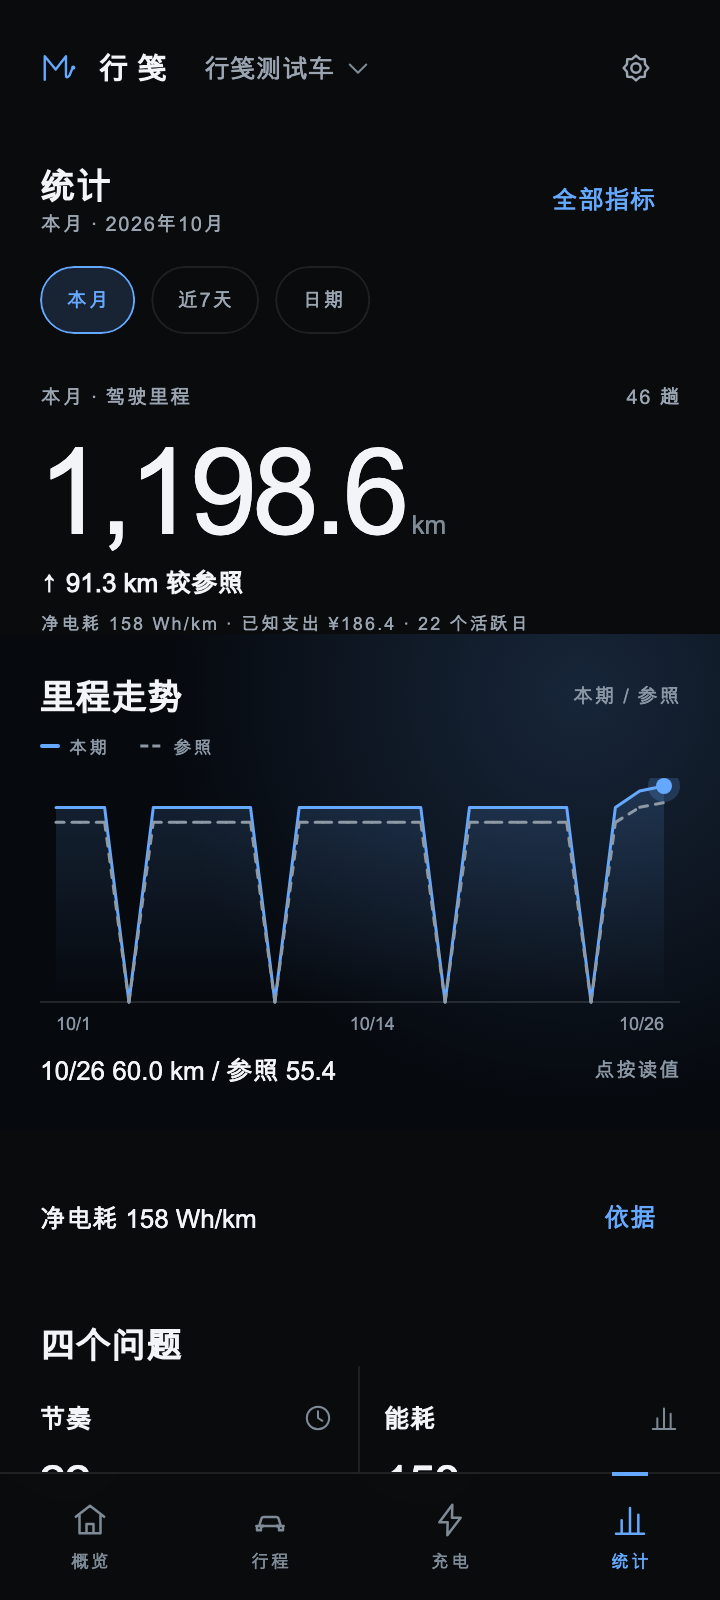 行笺 行笺测试车
统计
全部指标
本月 · 2026年10月
本月 近7天 日期
本月 · 驾驶里程 46 趟
1,198.6 km
↑ 91.3 km 较参照
净电耗 158 Wh/km · 已知支出 ¥186.4 · 22 个活跃日
里程走势 本期 / 参照
本期 参照
10/1 10/14 10/26
10/26 60.0 km / 参照 55.4 点按读值
净电耗 158 Wh/km 依据
四个问题
节奏 能耗
概览 行程 充电 统计